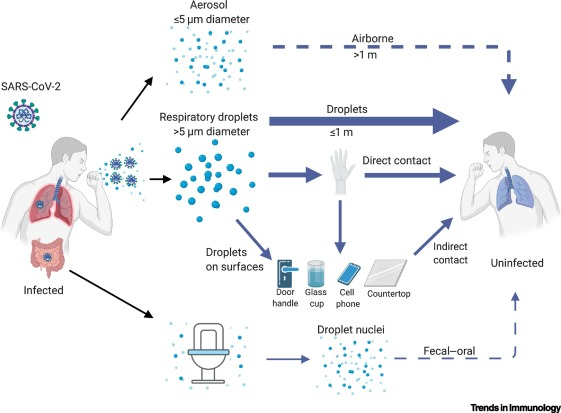 Aerosol
≤5 µm diameter
Airborne
>1 m
SARS-CoV-2
Respiratory droplets
>5 µm diameter
Droplets
≤1 m
Direct contact
Droplets
on surfaces
Indirect
contact
Door
handle
Glass
cup
Cell
phone
Countertop
Infected
Uninfected
Droplet nuclei
Fecal–oral
Trends in Immunology